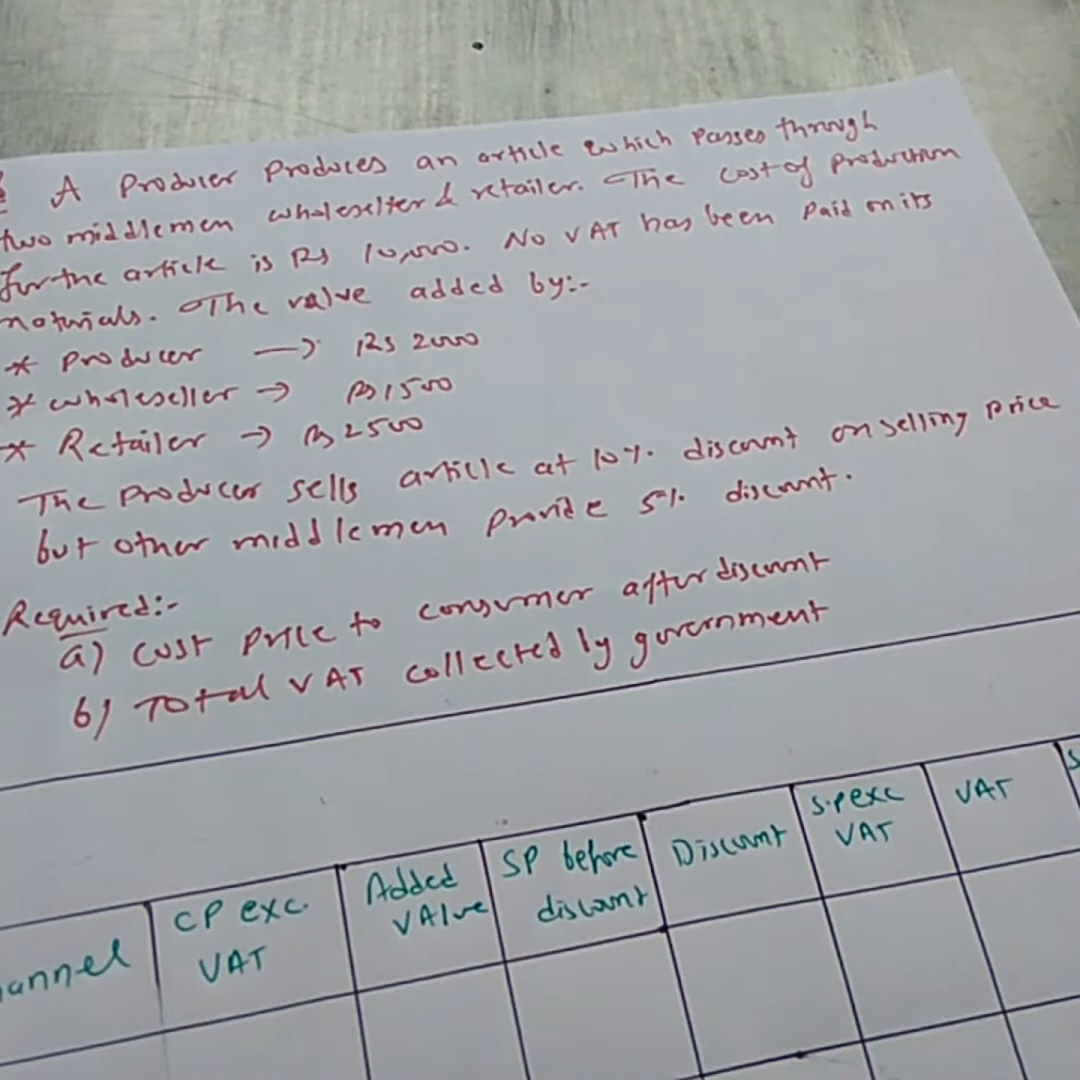 A Producer Produces an article which passes through
two middlemen wholeselter & retailer. The cost of production
for the article is Rs 10,000. No VAT has been paid on its
materials. The value added by:-
* Producer → Rs 2000
* wholeseller → Rs 1500
* Retailer → Rs 2500
The Producer sells article at 10%. discount on selling price
but other middlemen provide 5%. discount.
Required:-
a) cost price to consumer after discount
b) Total VAT collected by government
hannel | CP exc. VAT | Added VAlve | SP before discount | Discount | S.P exc VAT | VAT | S